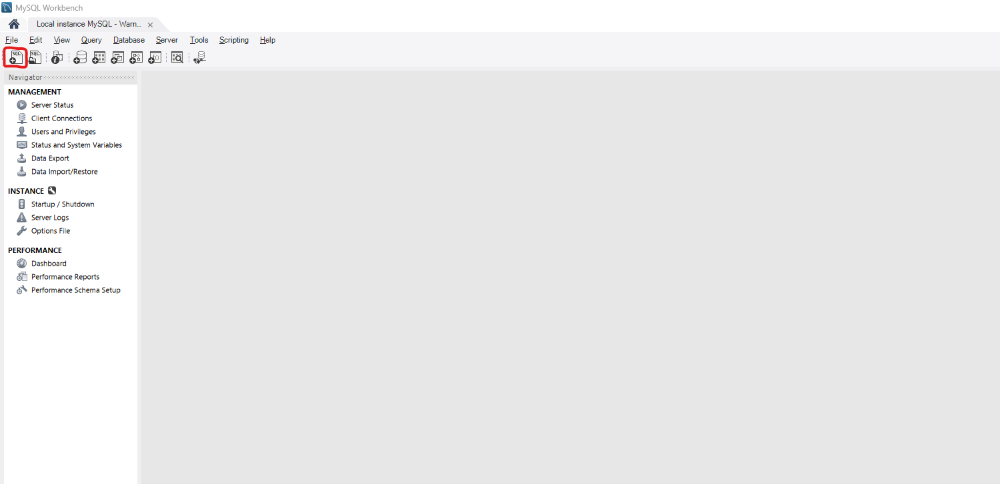 MySQL Workbench
Local instance MySQL - Warn...
File Edit View Query Database Server Tools Scripting Help
SQL SQL
Navigator
MANAGEMENT
Server Status
Client Connections
Users and Privileges
Status and System Variables
Data Export
Data Import/Restore
INSTANCE
Startup / Shutdown
Server Logs
Options File
PERFORMANCE
Dashboard
Performance Reports
Performance Schema Setup